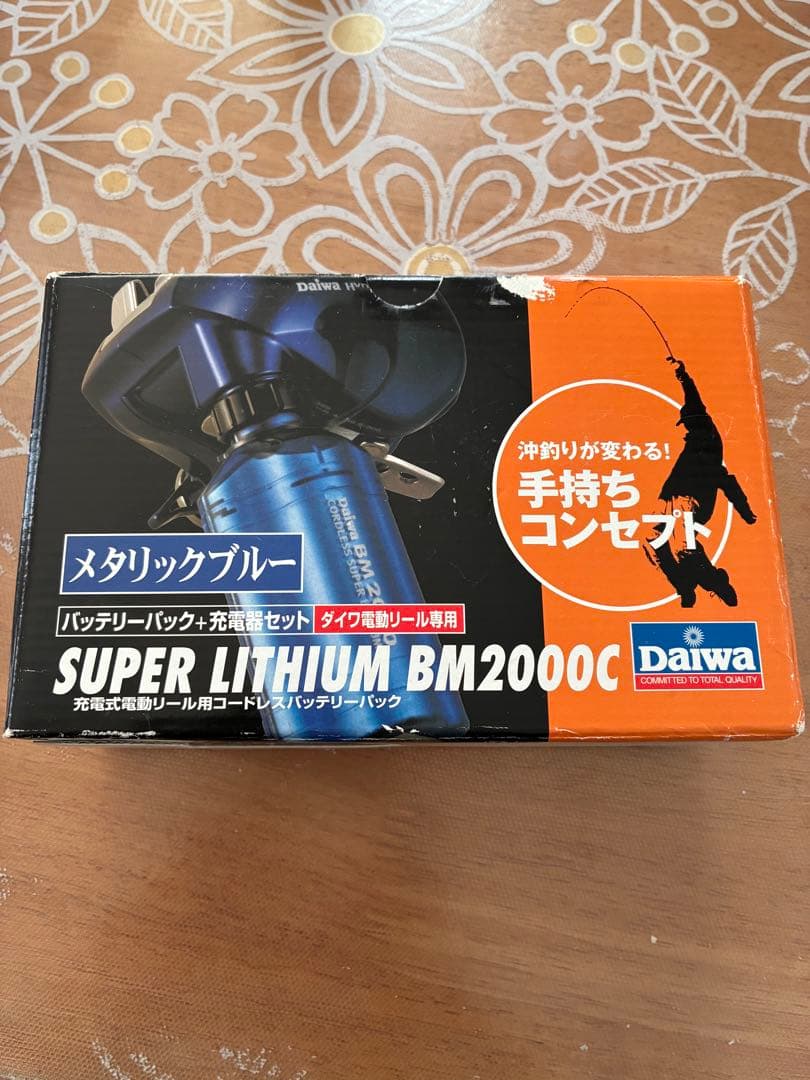 Daiwa
沖釣りが変わる!
手持ち
コンセプト
Daiwa
CORDLESS SUPER
メタリックブルー
バッテリーパック+充電器セット ダイワ電動リール専用
SUPER LITHIUM BM2000C
充電式電動リール用コードレスバッテリーパック
Daiwa
COMMITTED TO TOTAL QUALITY